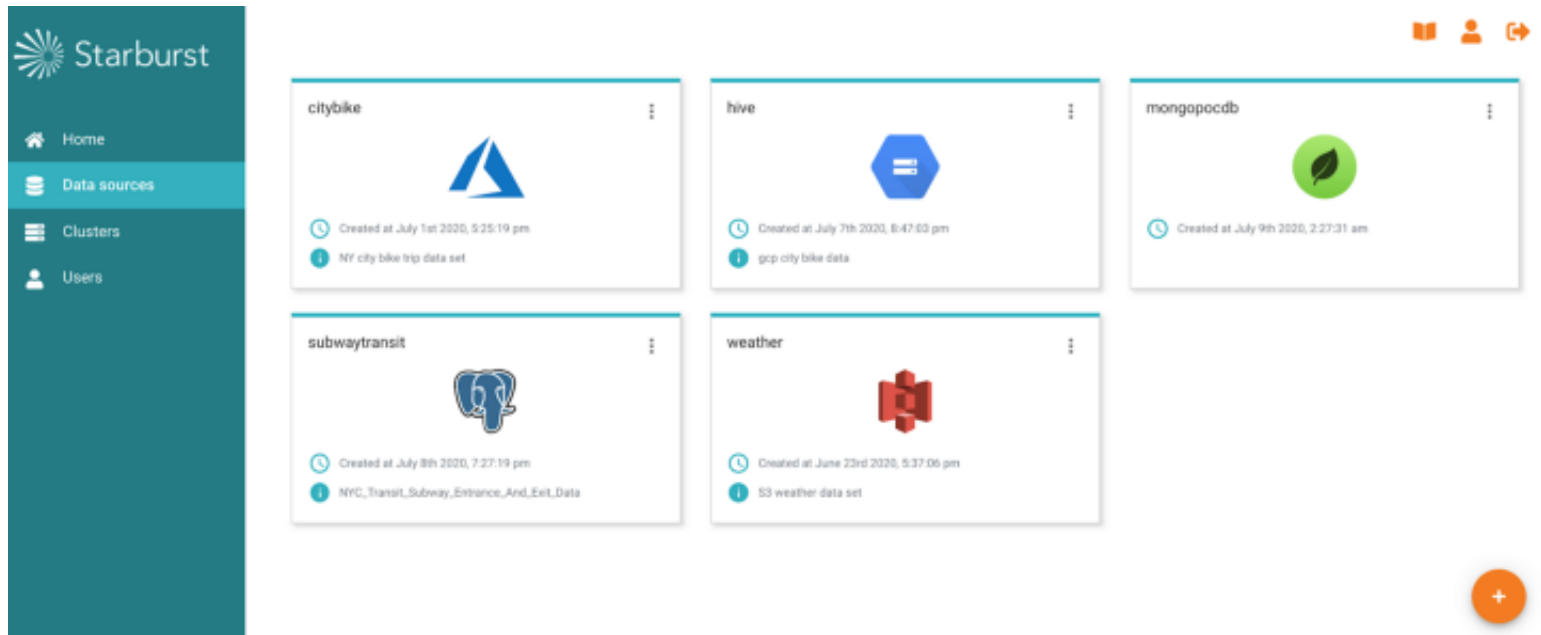 Starburst
Home
Data sources
Clusters
Users
citybike
Created at July 1st 2020, 5:25:19 pm
NY city bike trip data set
hive
Created at July 7th 2020, 8:47:03 pm
gcp city bike data
mongopocdb
Created at July 9th 2020, 2:27:31 am
subwaytransit
Created at July 8th 2020, 7:27:19 pm
NYC_Transit_Subway_Entrance_And_Exit_Data
weather
Created at June 23rd 2020, 5:37:06 pm
S3 weather data set